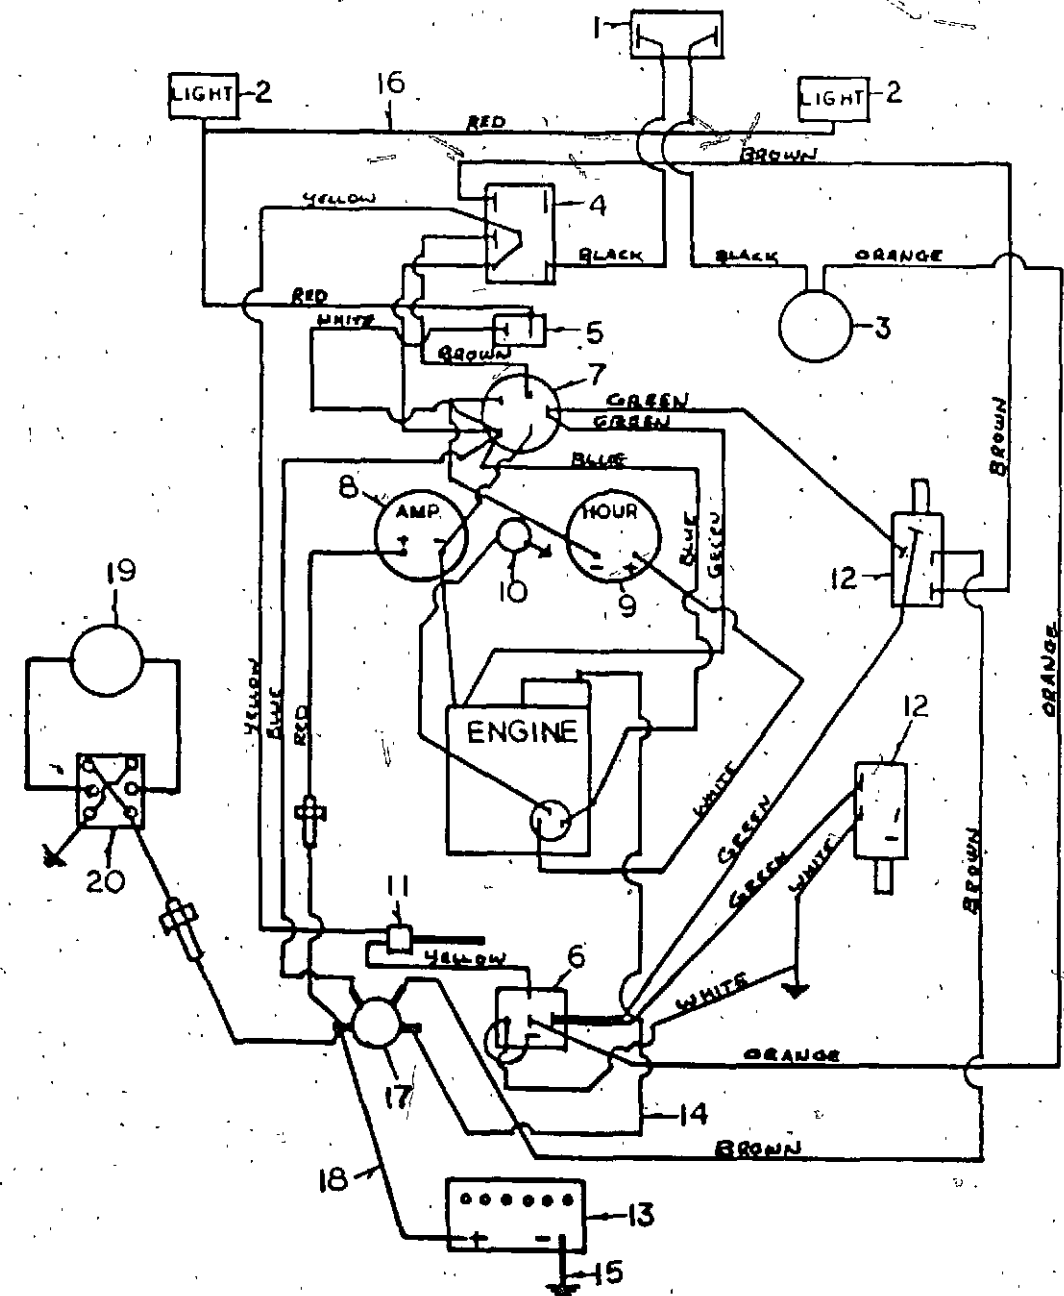 1
LIGHT 2
16
LIGHT 2
RED
BROWN
YELLOW
4
BLACK
BLACK
ORANGE
RED
WHITE
5
3
BROWN
7
GREEN
GREEN
BLUE
BROWN
8
AMP.
+ -
HOUR
- +
10
9
BLUE
GREEN
12
19
YELLOW
BLUE
RED
ORANGE
ENGINE
12
WHITE
GREEN
GREEN
WHITE
BROWN
20
11
YELLOW
6
WHITE
ORANGE
17
14
BROWN
18
13
+ -
15